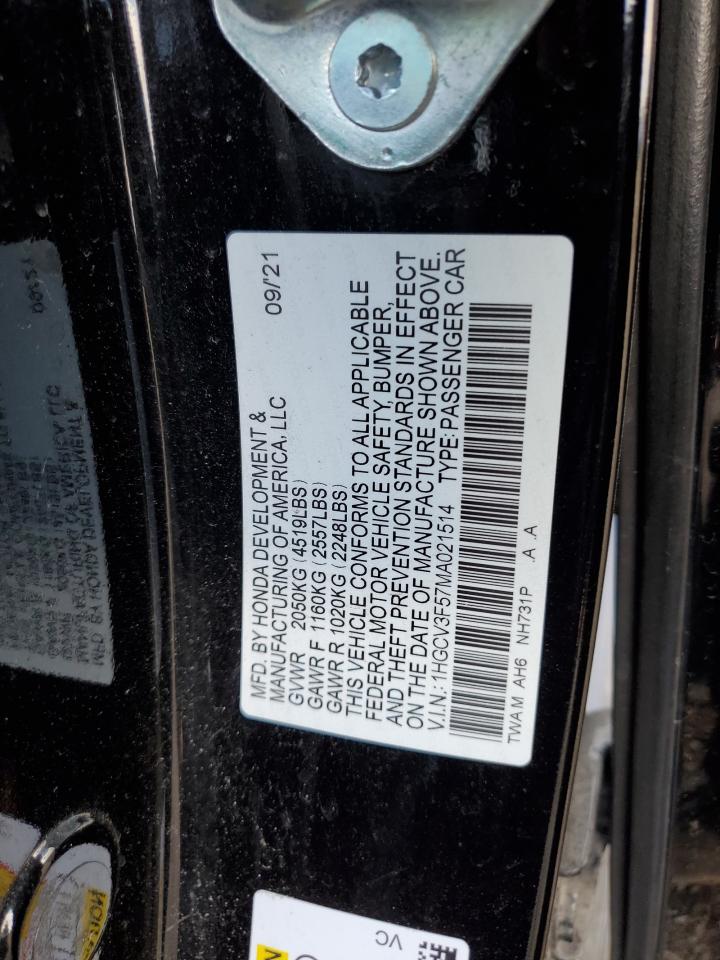 MFD. BY HONDA DEVELOPMENT &
MANUFACTURING OF AMERICA, LLC 09/'21
GVWR 2050KG (4519LBS)
GAWR F 1160KG (2557LBS)
GAWR R 1020KG (2248LBS)
THIS VEHICLE CONFORMS TO ALL APPLICABLE
FEDERAL MOTOR VEHICLE SAFETY, BUMPER,
AND THEFT PREVENTION STANDARDS IN EFFECT
ON THE DATE OF MANUFACTURE SHOWN ABOVE.
V.I.N.: 1HGCV3F57MA021514 TYPE: PASSENGER CAR
TWA M AH6 NH731P .A .A
VC